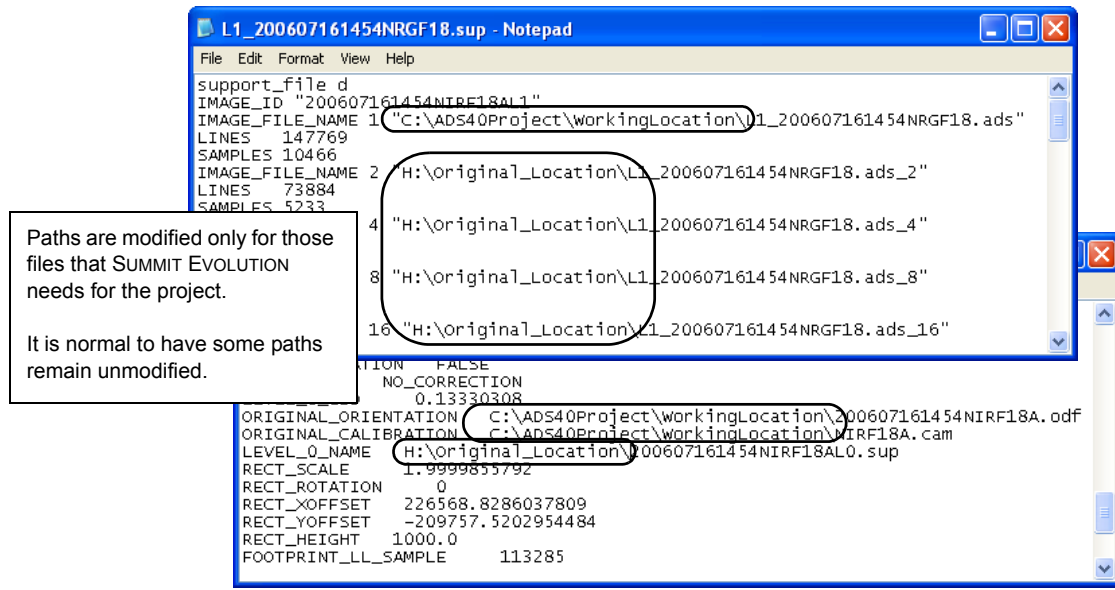 L1_200607161454NRGF18.sup - Notepad
File Edit Format View Help
support_file d
IMAGE_ID "200607161454NIRF18AL1"
IMAGE_FILE_NAME 1 "C:\ADS40Project\WorkingLocation\L1_200607161454NRGF18.ads"
LINES 147769
SAMPLES 10466
IMAGE_FILE_NAME 2 "H:\Original_Location\L1_200607161454NRGF18.ads_2"
LINES 73884
SAMPLES 5233
4 "H:\Original_Location\L1_200607161454NRGF18.ads_4"
8 "H:\Original_Location\L1_200607161454NRGF18.ads_8"
16 "H:\Original_Location\L1_200607161454NRGF18.ads_16"
Paths are modified only for those
files that SUMMIT EVOLUTION
needs for the project.
It is normal to have some paths
remain unmodified.
FALSE
NO_CORRECTION
0.13330308
ORIGINAL_ORIENTATION C:\ADS40Project\WorkingLocation\200607161454NIRF18A.odf
ORIGINAL_CALIBRATION C:\ADS40Project\WorkingLocation\NIRF18A.cam
LEVEL_0_NAME H:\Original_Location\200607161454NIRF18AL0.sup
RECT_SCALE 1.9999855792
RECT_ROTATION 0
RECT_XOFFSET 226568.8286037809
RECT_YOFFSET -209757.5202954484
RECT_HEIGHT 1000.0
FOOTPRINT_LL_SAMPLE 113285